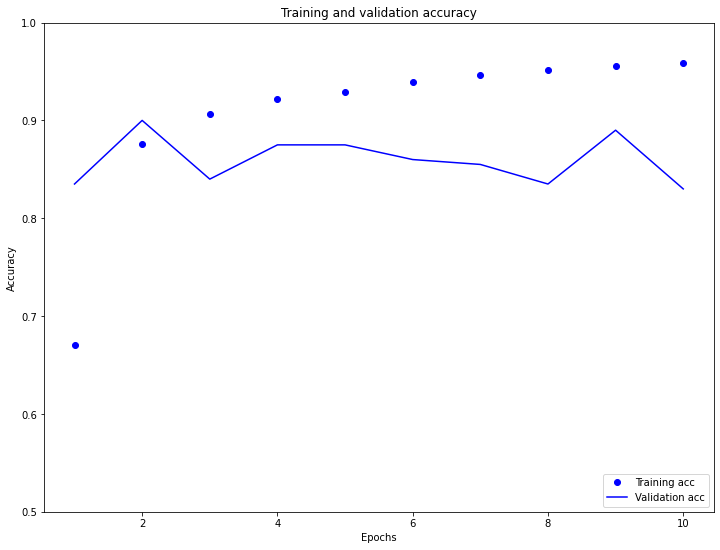 Training and validation accuracy
1.0
0.9
0.8
0.7
0.6
0.5
Accuracy
Training acc
Validation acc
2 4 6 8 10
Epochs